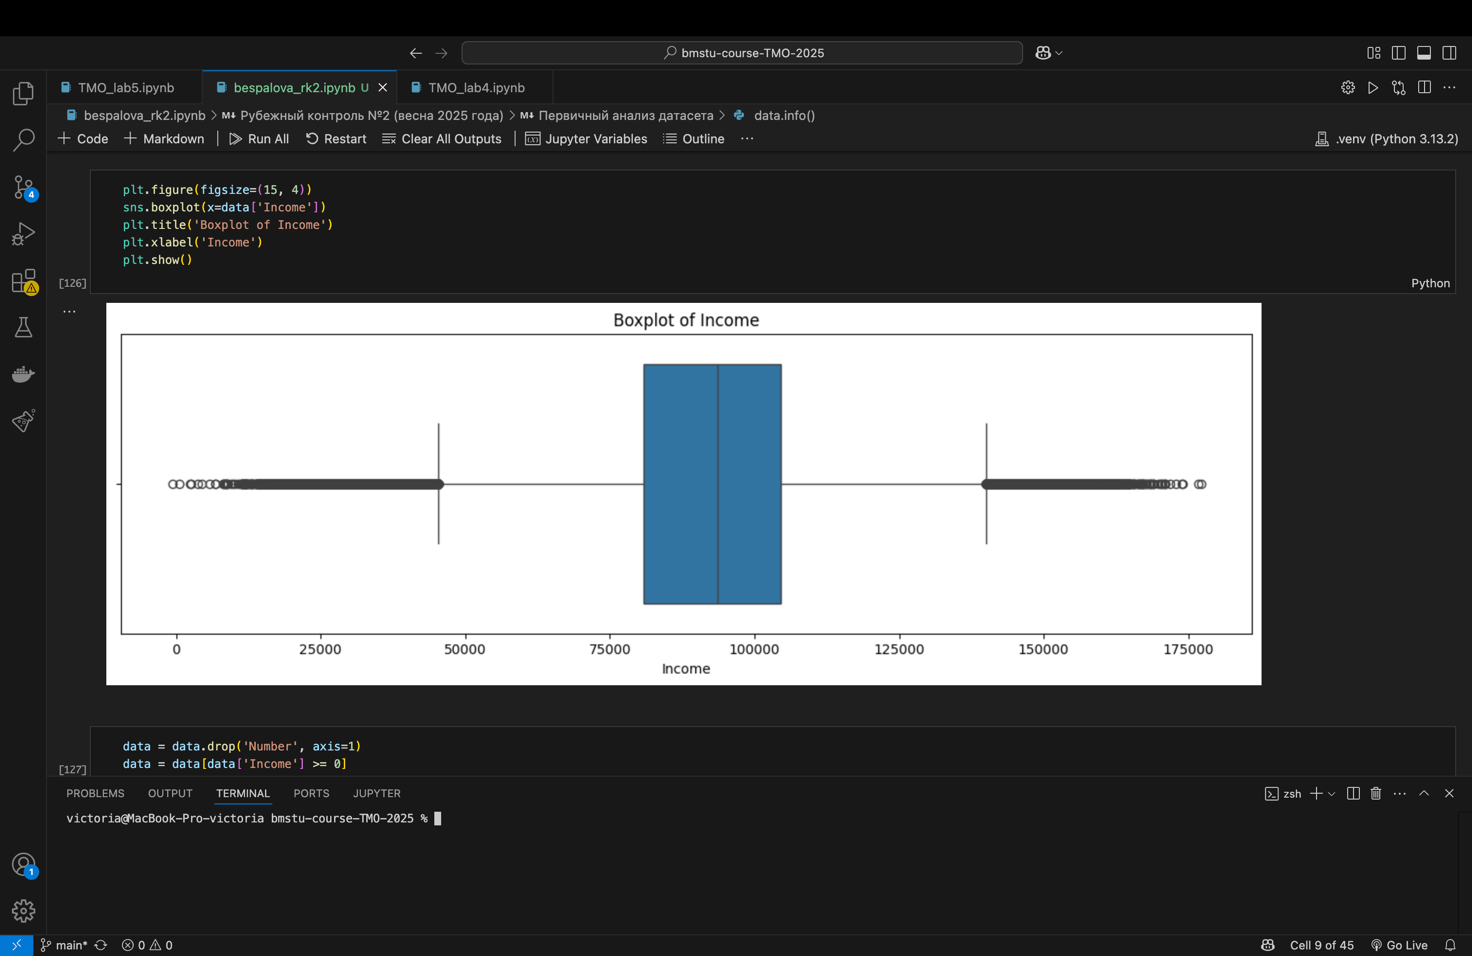 bmstu-course-TMO-2025
TMO_lab5.ipynb
bespalova_rk2.ipynb U
TMO_lab4.ipynb
bespalova_rk2.ipynb > M↓ Рубежный контроль №2 (весна 2025 года) > M↓ Первичный анализ датасета > data.info()
+ Code + Markdown | Run All Restart Clear All Outputs | Jupyter Variables Outline ...
.venv (Python 3.13.2)
4
plt.figure(figsize=(15, 4))
sns.boxplot(x=data['Income'])
plt.title('Boxplot of Income')
plt.xlabel('Income')
plt.show()
[126]
Python
...
Boxplot of Income
0 25000 50000 75000 100000 125000 150000 175000
Income
data = data.drop('Number', axis=1)
data = data[data['Income'] >= 0]
[127]
PROBLEMS OUTPUT TERMINAL PORTS JUPYTER
zsh
victoria@MacBook-Pro-victoria bmstu-course-TMO-2025 %
1
main* 0 0
Cell 9 of 45 Go Live